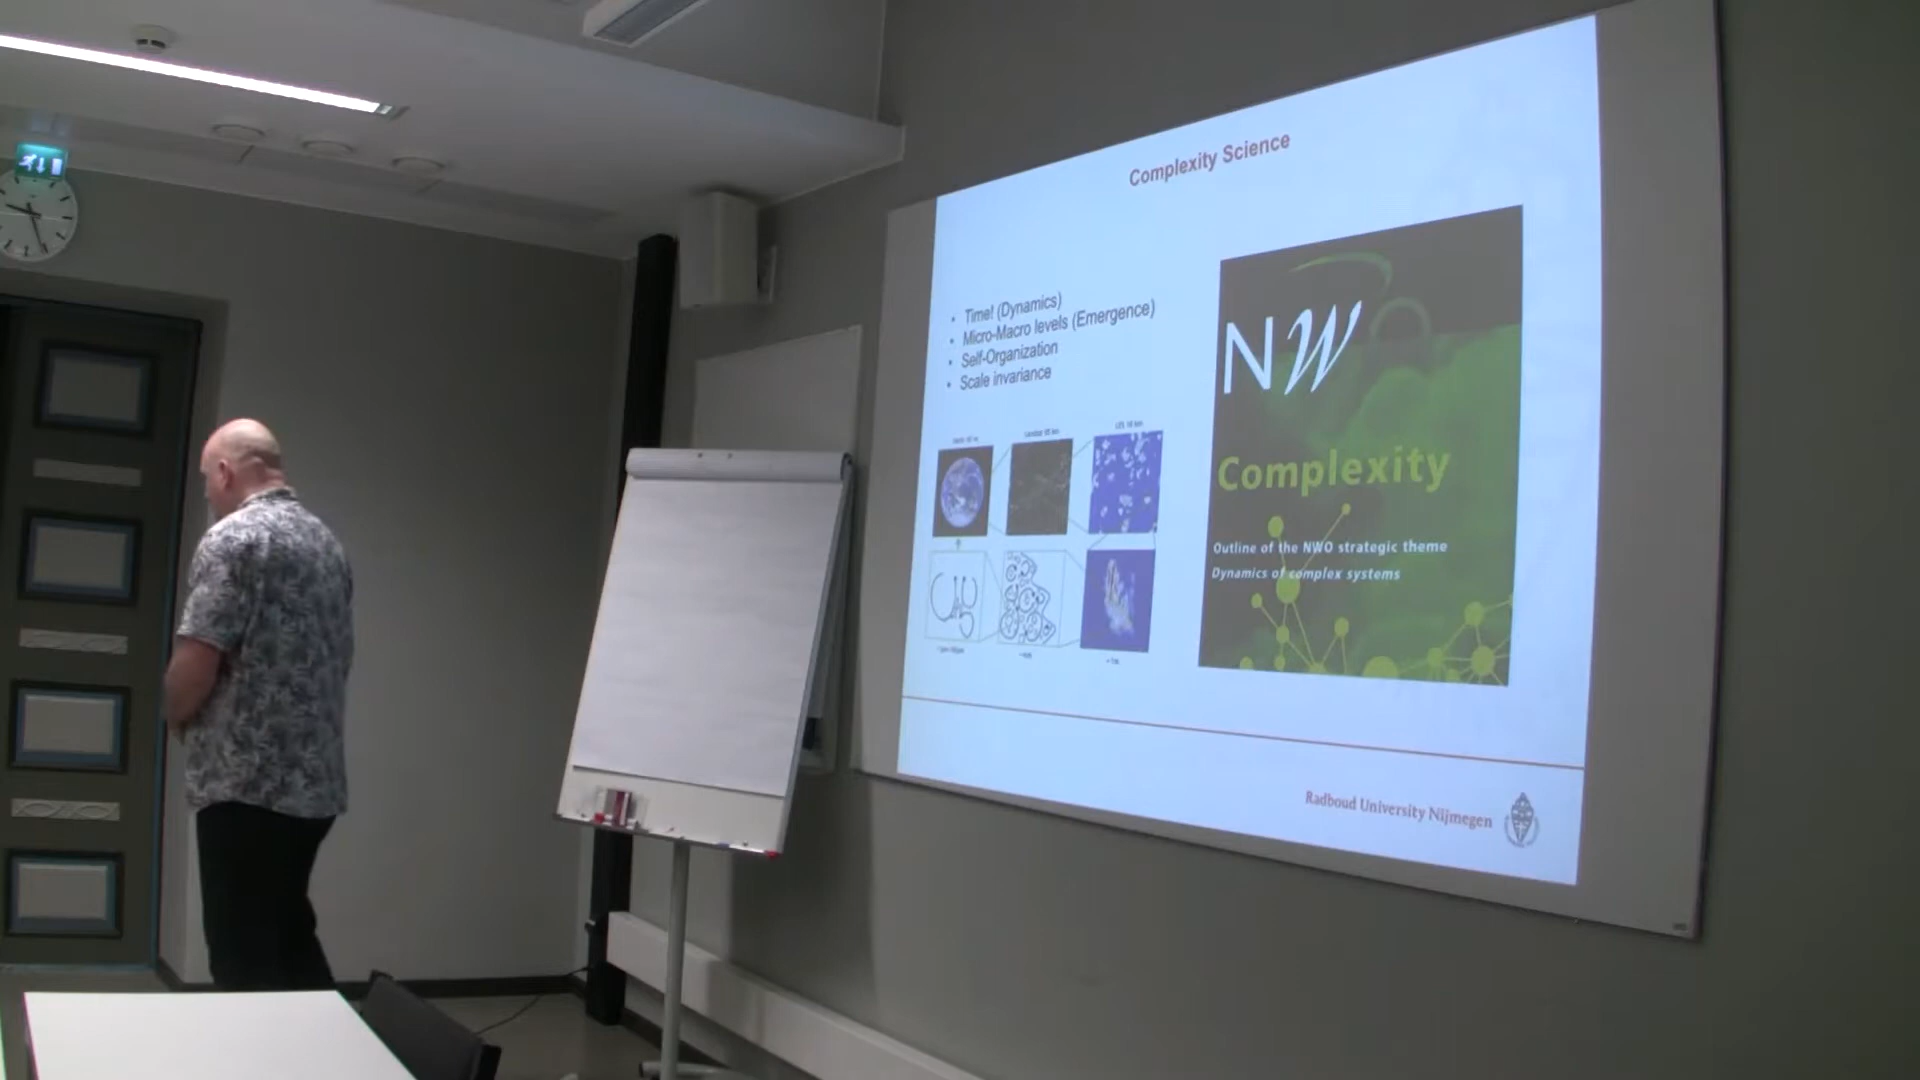 Complexity Science
• Time! (Dynamics)
• Micro-Macro levels (Emergence)
• Self-Organization
• Scale invariance
NW
Complexity
Outline of the NWO strategic theme
Dynamics of complex systems
Radboud University Nijmegen